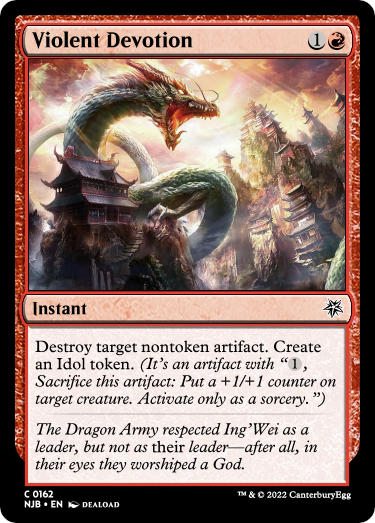 Violent Devotion 1
Instant
Destroy target nontoken artifact. Create
an Idol token. (It's an artifact with “1,
Sacrifice this artifact: Put a +1/+1 counter on
target creature. Activate only as a sorcery.”)
The Dragon Army respected Ing'Wei as a
leader, but not as their leader—after all, in
their eyes they worshiped a God.
C 0162
NJB • EN DEALOAD
™ & © 2022 CanterburyEgg